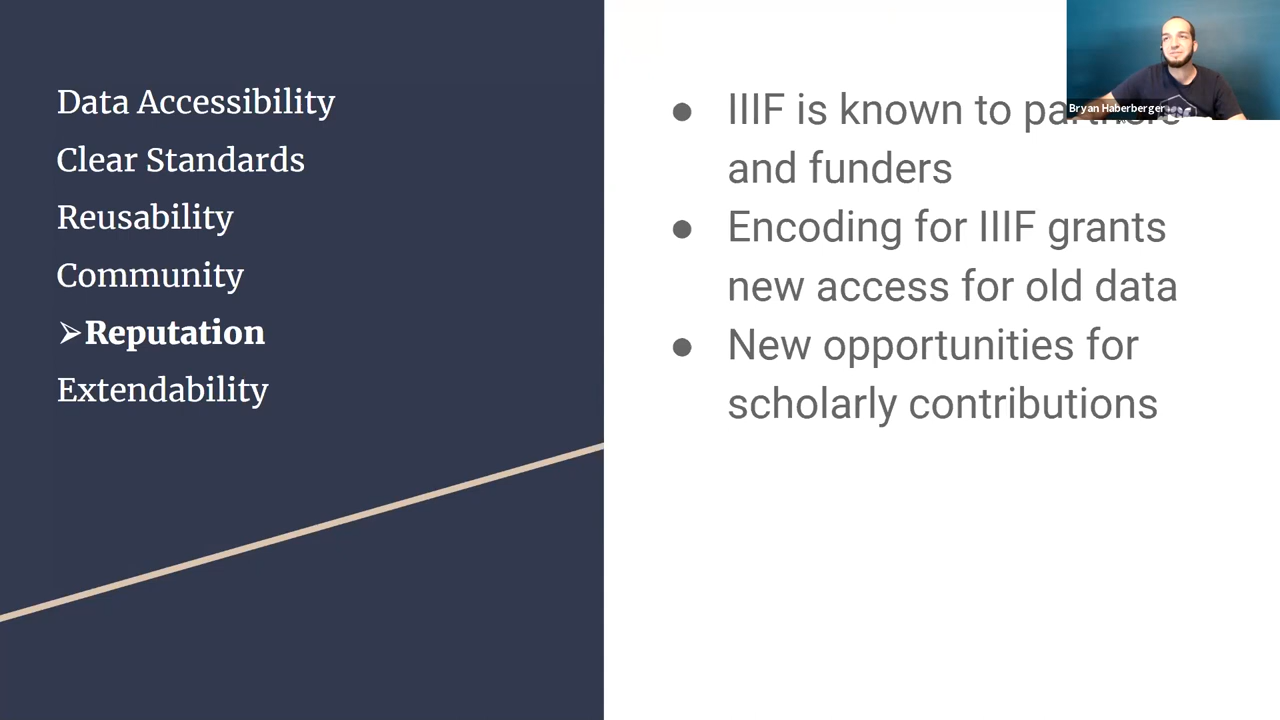 Data Accessibility
Clear Standards
Reusability
Community
➢Reputation
Extendability
● IIIF is known to
and funders
● Encoding for IIIF grants
new access for old data
● New opportunities for
scholarly contributions
Bryan Haberberger